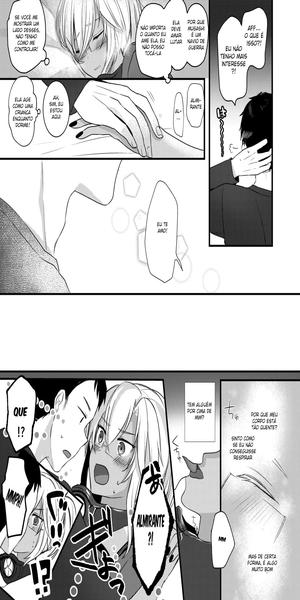 AFF...
O QUE É
ISSO?!
EU NÃO
TENHO MAIS
INTERESSE
?!
POR QUE
MUSASHI
É UM
NAVIO DE
GUERRA.
ELA
DEVE
AMAR
LUTAR
NÃO IMPORTA
O QUANTO EU
AME ELA, EU
NÃO POSSO
TOCÁ-LA
SE VOCÊ ME
MOSTRAR UM
LADO DESSES,
NÃO TENHO
COMO ME
CONTROLAR!
ALMI-
RANTE
AL-
AH,
SIM, EU
ESTOU
AQUI
ELA AGE
COMO UMA
CRIANÇA
ENQUANTO
DORME!
EU TE
AMO!
POR QUE MEU
CORPO ESTÁ
TÃO QUENTE?
SINTO COMO
SE EU NÃO
CONSEGUISSE
RESPIRAR
MAS DE CERTA
FORMA, É ALGO
MUITO BOM
TEM ALGUÉM
POR CIMA DE
MIM?
MM
ALMIRANTE
?!
QUE
!?
MMPH!